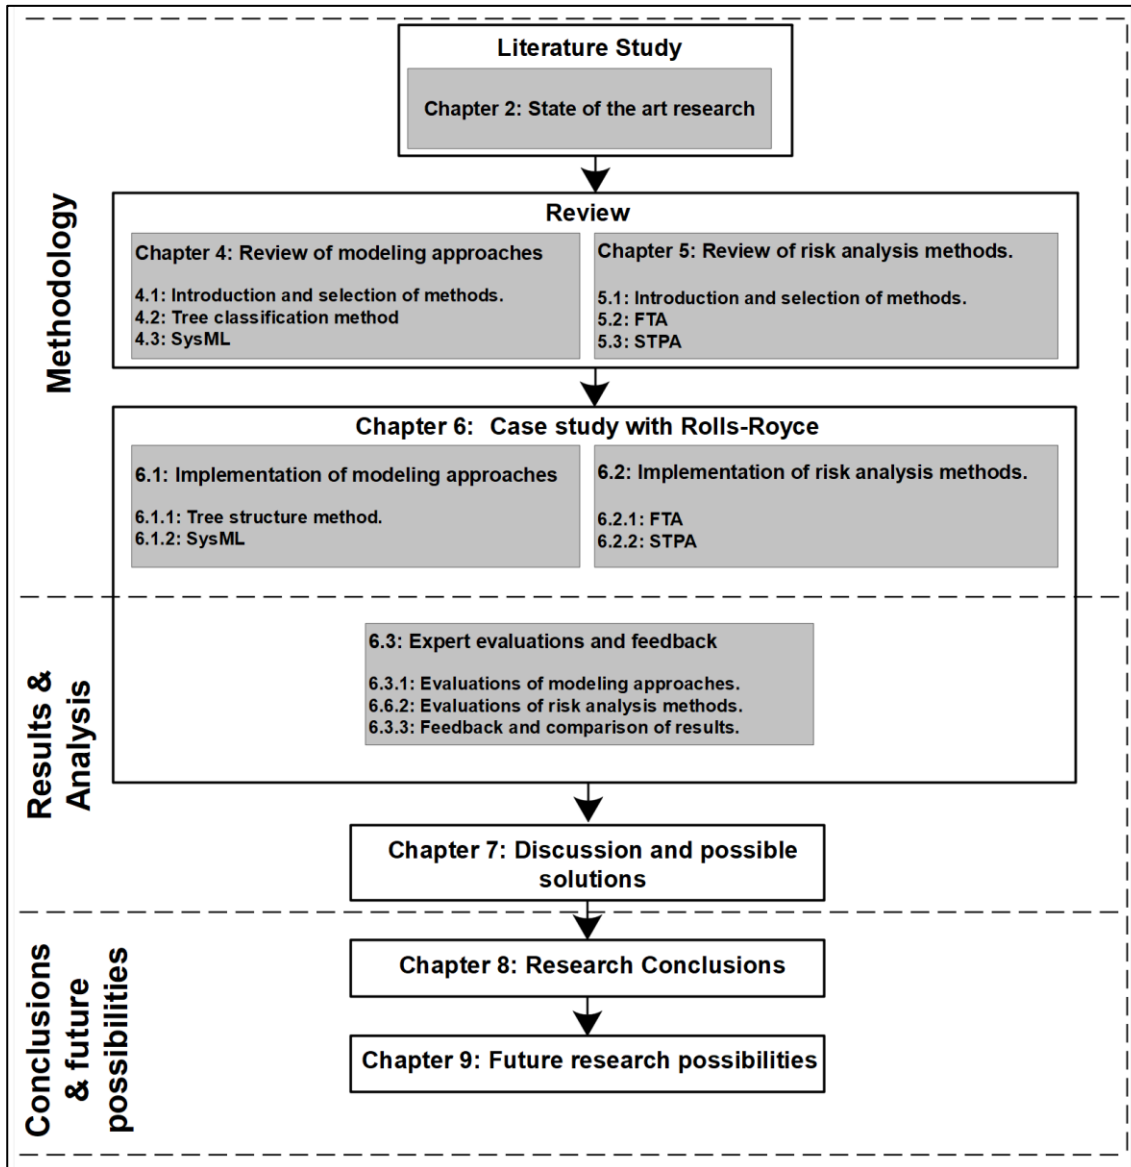 Literature Study
Chapter 2: State of the art research
Methodology
Review
Chapter 4: Review of modeling approaches
4.1: Introduction and selection of methods.
4.2: Tree classification method
4.3: SysML
Chapter 5: Review of risk analysis methods.
5.1: Introduction and selection of methods.
5.2: FTA
5.3: STPA
Chapter 6: Case study with Rolls-Royce
6.1: Implementation of modeling approaches
6.1.1: Tree structure method.
6.1.2: SysML
6.2: Implementation of risk analysis methods.
6.2.1: FTA
6.2.2: STPA
Results &
Analysis
6.3: Expert evaluations and feedback
6.3.1: Evaluations of modeling approaches.
6.6.2: Evaluations of risk analysis methods.
6.3.3: Feedback and comparison of results.
Chapter 7: Discussion and possible
solutions
Conclusions
& future
possibilities
Chapter 8: Research Conclusions
Chapter 9: Future research possibilities